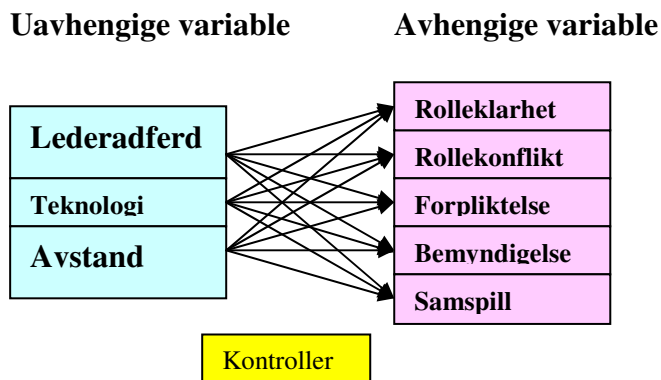 Uavhengige variable
Avhengige variable
Lederadferd
Teknologi
Avstand
Rolleklarhet
Rollekonflikt
Forpliktelse
Bemyndigelse
Samspill
Kontroller